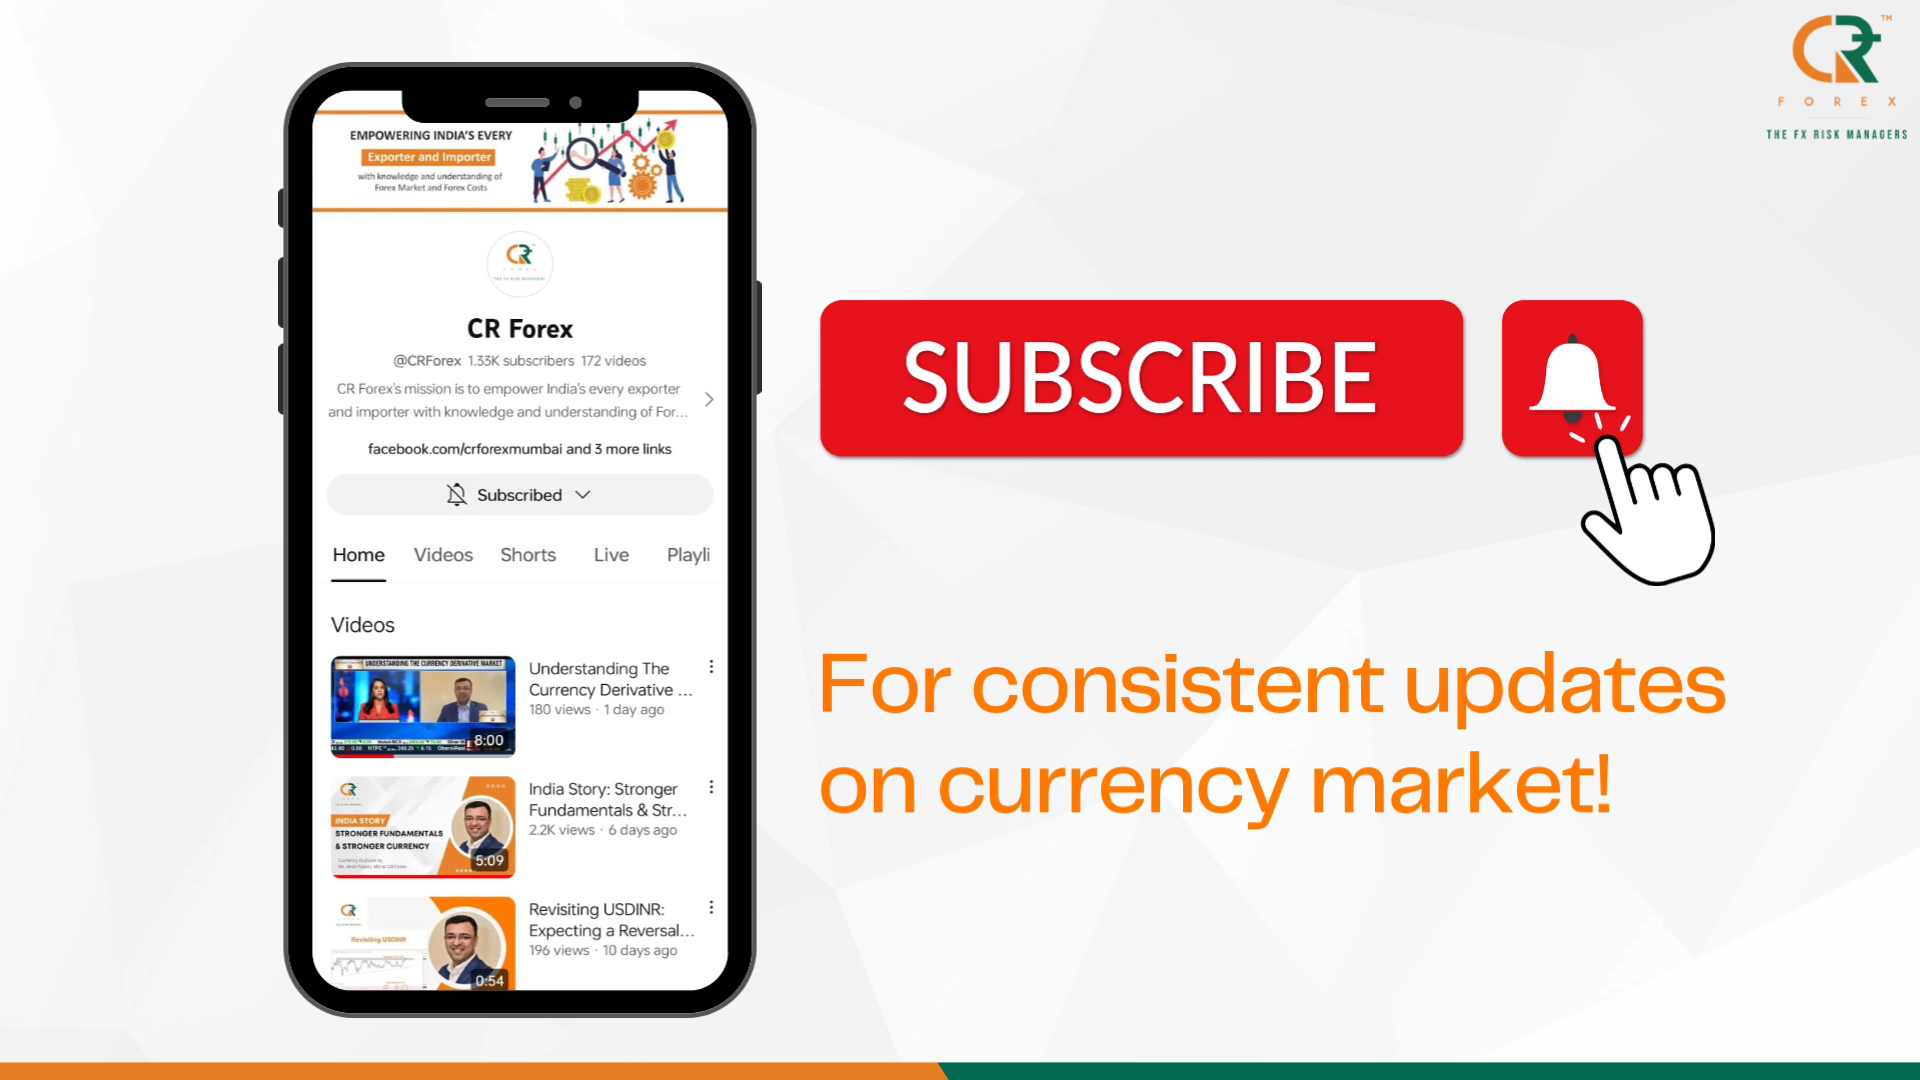 CR
TM
FOREX
THE FX RISK MANAGERS
EMPOWERING INDIA'S EVERY
Exporter and Importer
with knowledge and understanding of
Forex Market and Forex Costs
CR Forex
@CRForex 1.33K subscribers 172 videos
CR Forex's mission is to empower India's every exporter
and importer with knowledge and understanding of For...
facebook.com/crforexmumbai and 3 more links
Subscribed
Home Videos Shorts Live Playli
Videos
UNDERSTANDING THE CURRENCY DERIVATIVE MARKET
8:00
Understanding The
Currency Derivative ...
180 views · 1 day ago
INDIA STORY
STRONGER FUNDAMENTALS
& STRONGER CURRENCY
5:09
India Story: Stronger
Fundamentals & Str...
2.2K views · 6 days ago
Revisiting USDINR
0:54
Revisiting USDINR:
Expecting a Reversal...
196 views · 10 days ago
SUBSCRIBE
For consistent updates
on currency market!